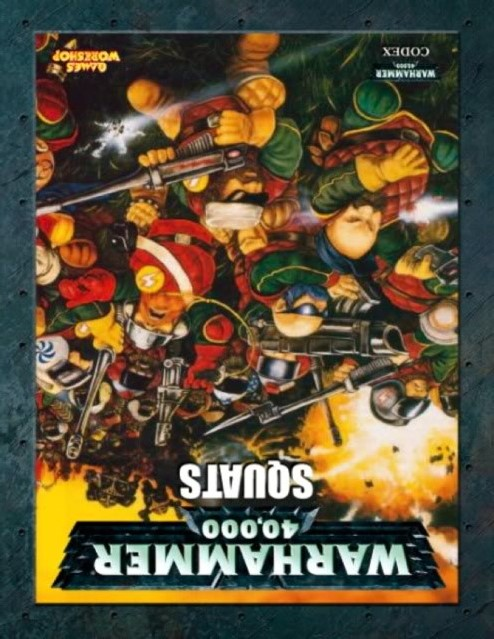 WARHAMMER
40,000
SQUATS
WARHAMMER
40,000
CODEX
GAMES
WORKSHOP